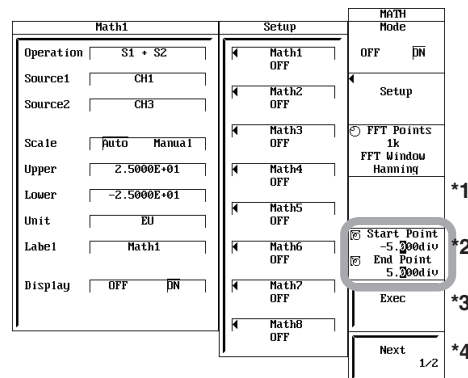 Math1
Operation S1 + S2
Source1 CH1
Source2 CH3
Scale Auto Manual
Upper 2.5000E+01
Lower -2.5000E+01
Unit EU
Label Math1
Display OFF ON
Setup
Math1
OFF
Math2
OFF
Math3
OFF
Math4
OFF
Math5
OFF
Math6
OFF
Math7
OFF
Math8
OFF
MATH
Mode
OFF ON
Setup
FFT Points
1k
FFT Window
Hanning
*1
Start Point
-5.000div
*2
End Point
5.000div
Exec
*3
Next
*4
1/2